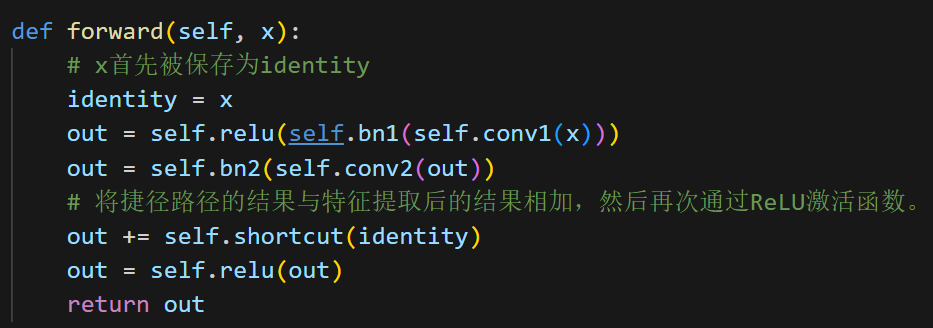 def forward(self, x):
    # x首先被保存为identity
    identity = x
    out = self.relu(self.bn1(self.conv1(x)))
    out = self.bn2(self.conv2(out))
    # 将捷径路径的结果与特征提取后的结果相加，然后再次通过ReLU激活函数。
    out += self.shortcut(identity)
    out = self.relu(out)
    return out